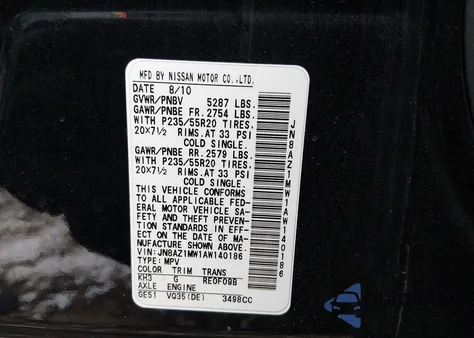 MFD BY NISSAN MOTOR CO.,LTD.
DATE 8/10
GVWR/PNBV 5287 LBS.
GAWR/PNBE FR. 2754 LBS.
WITH P235/55R20 TIRES.
20X7½ RIMS.AT 33 PSI
COLD SINGLE.
GAWR/PNBE RR. 2579 LBS.
WITH P235/55R20 TIRES.
20X7½ RIMS.AT 33 PSI
COLD SINGLE.
THIS VEHICLE CONFORMS
TO ALL APPLICABLE FED-
ERAL MOTOR VEHICLE SA-
FETY AND THEFT PREVEN-
TION STANDARDS IN EFF-
ECT ON THE DATE OF MA-
NUFACTURE SHOWN ABOVE.
VIN: JN8AZ1MW1AW140186
TYPE: MPV
COLOR TRIM TRANS
KH3 G RE0F09B
AXLE ENGINE
GE51 VQ35(DE) 3498CC
JN8AZ1MW1AW140186